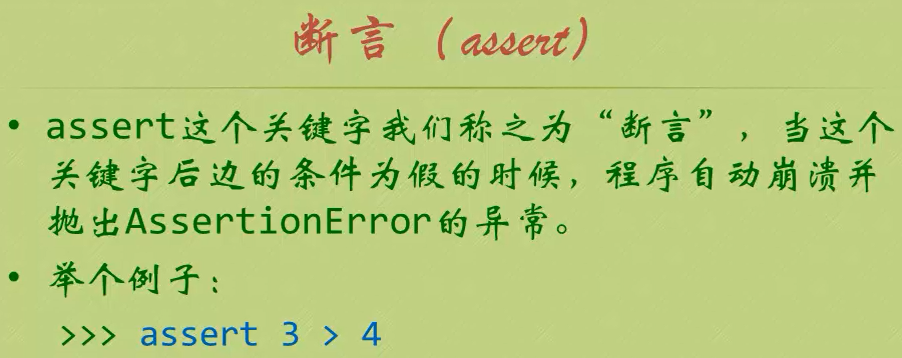 断言（assert）
• assert这个关键字我们称之为“断言”，当这个
关键字后边的条件为假的时候，程序自动崩溃并
抛出AssertionError的异常。
• 举个例子：
>>> assert 3 > 4